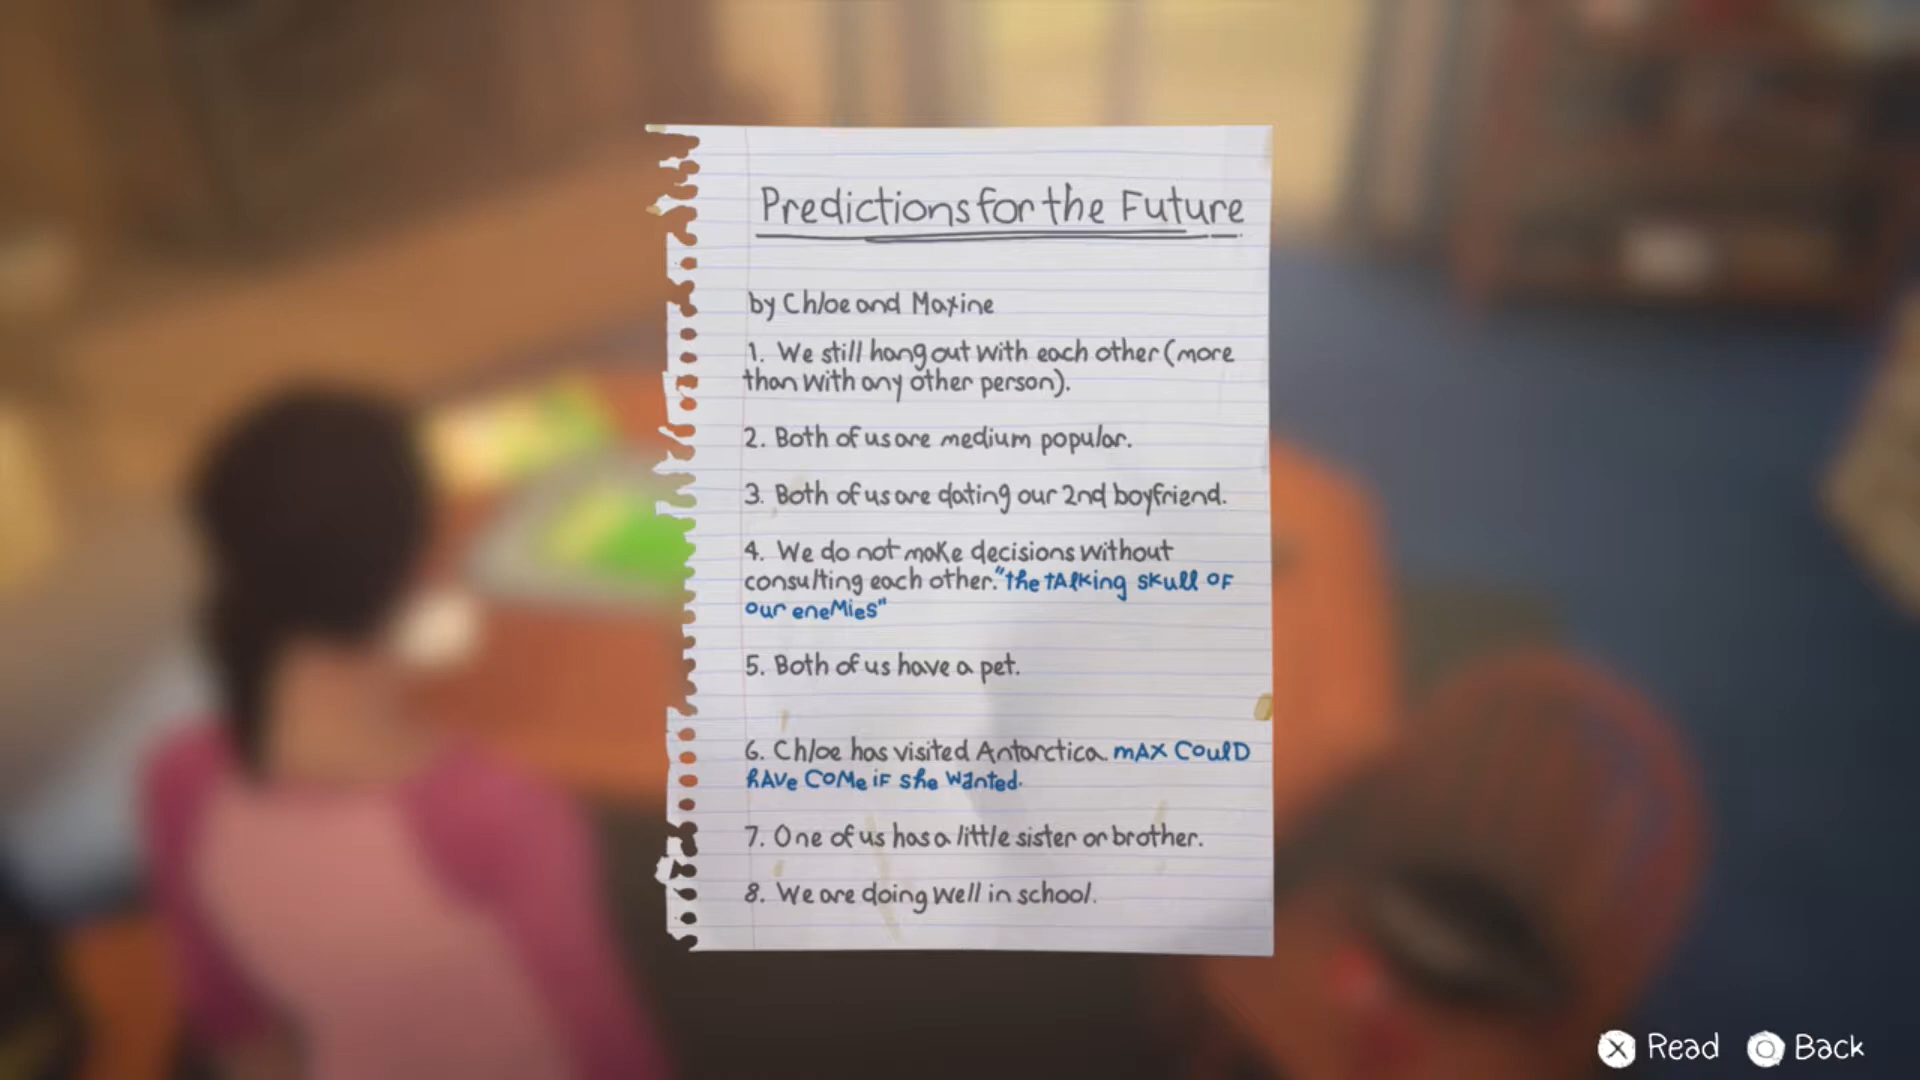 Predictions for the Future
by Chloe and Maxine
1. We still hang out with each other (more
than with any other person).
2. Both of us are medium popular.
3. Both of us are dating our 2nd boyfriend.
4. We do not make decisions without
consulting each other. "the tAlking skull OF
our eneMies"
5. Both of us have a pet.
6. Chloe has visited Antarctica. mAX COulD
hAve COMe iF she wanted.
7. One of us has a little sister or brother.
8. We are doing well in school.
Read Back